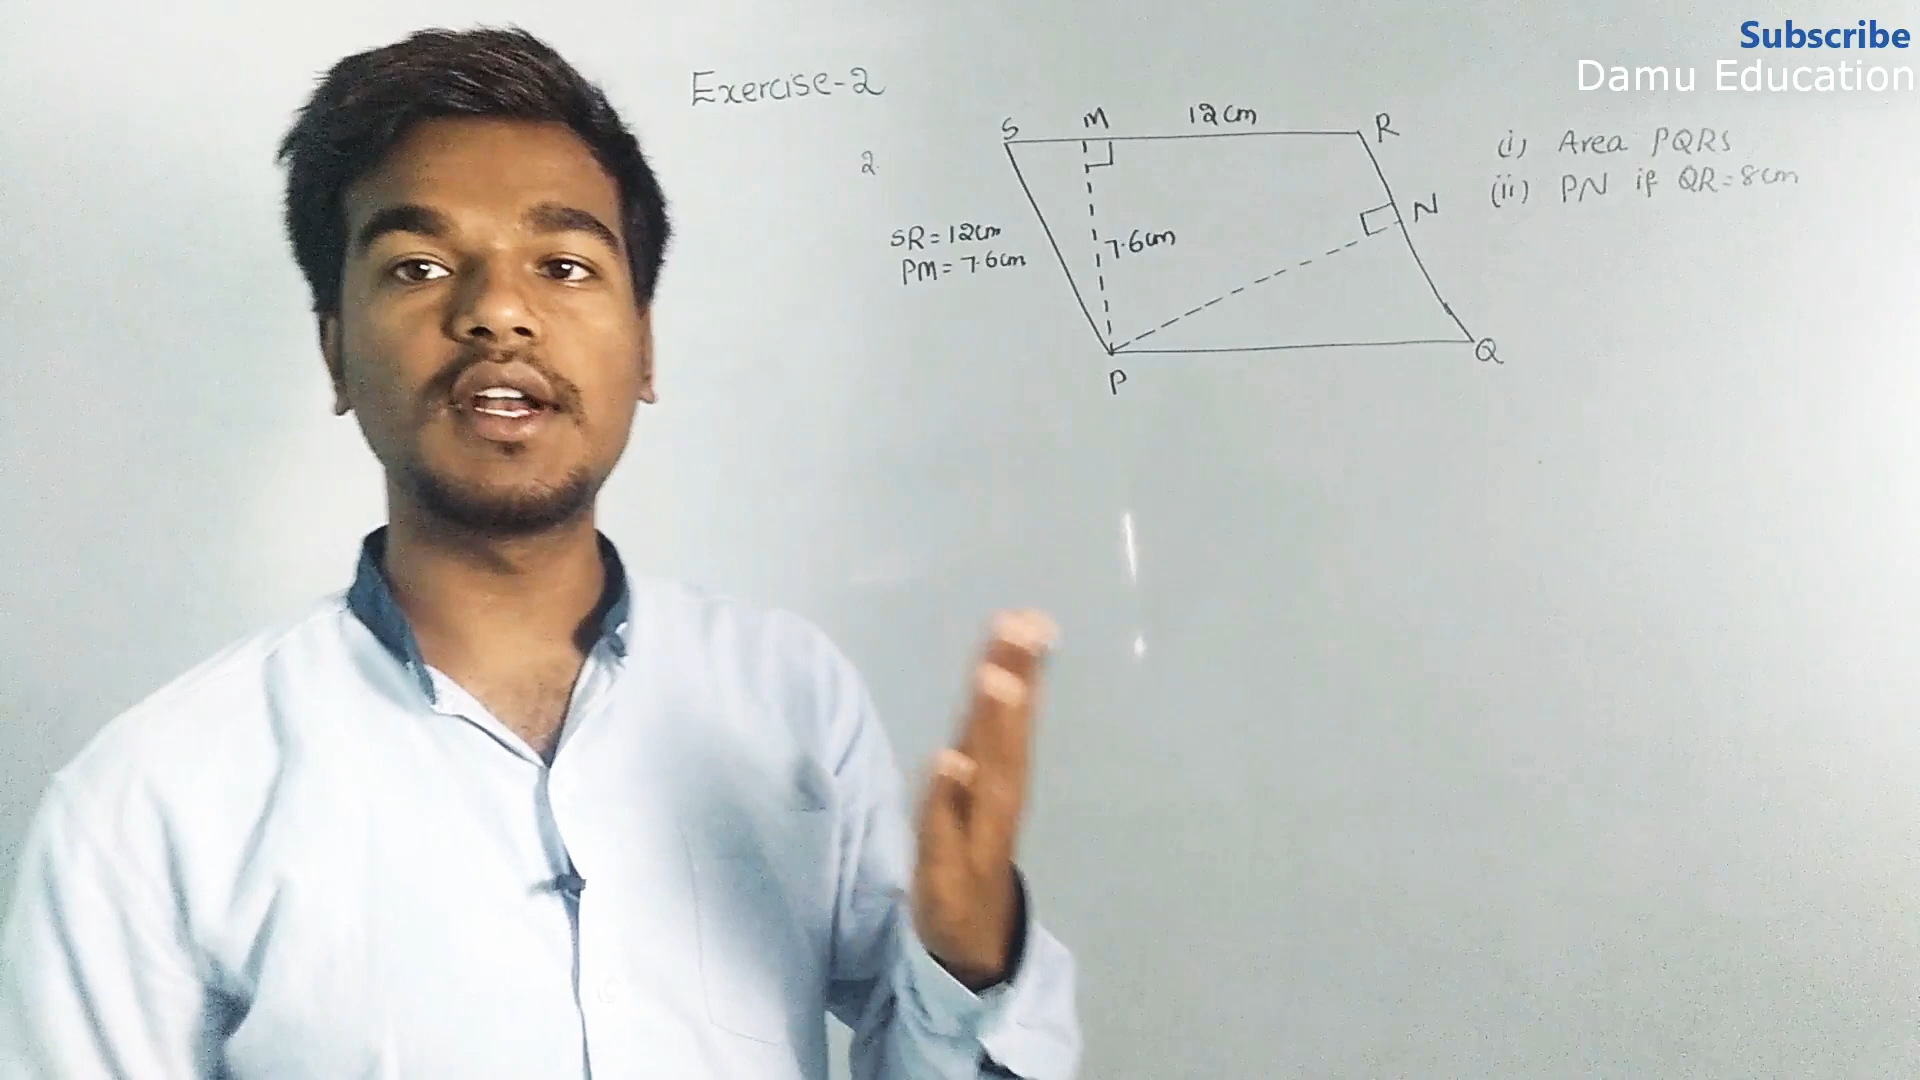 Subscribe
Damu Education
Exercise-2
2.
S M 12cm R
(i) Area PQRS
(ii) PN if QR=8cm
N
SR=12cm
PM=7.6cm
7.6cm
Q
P